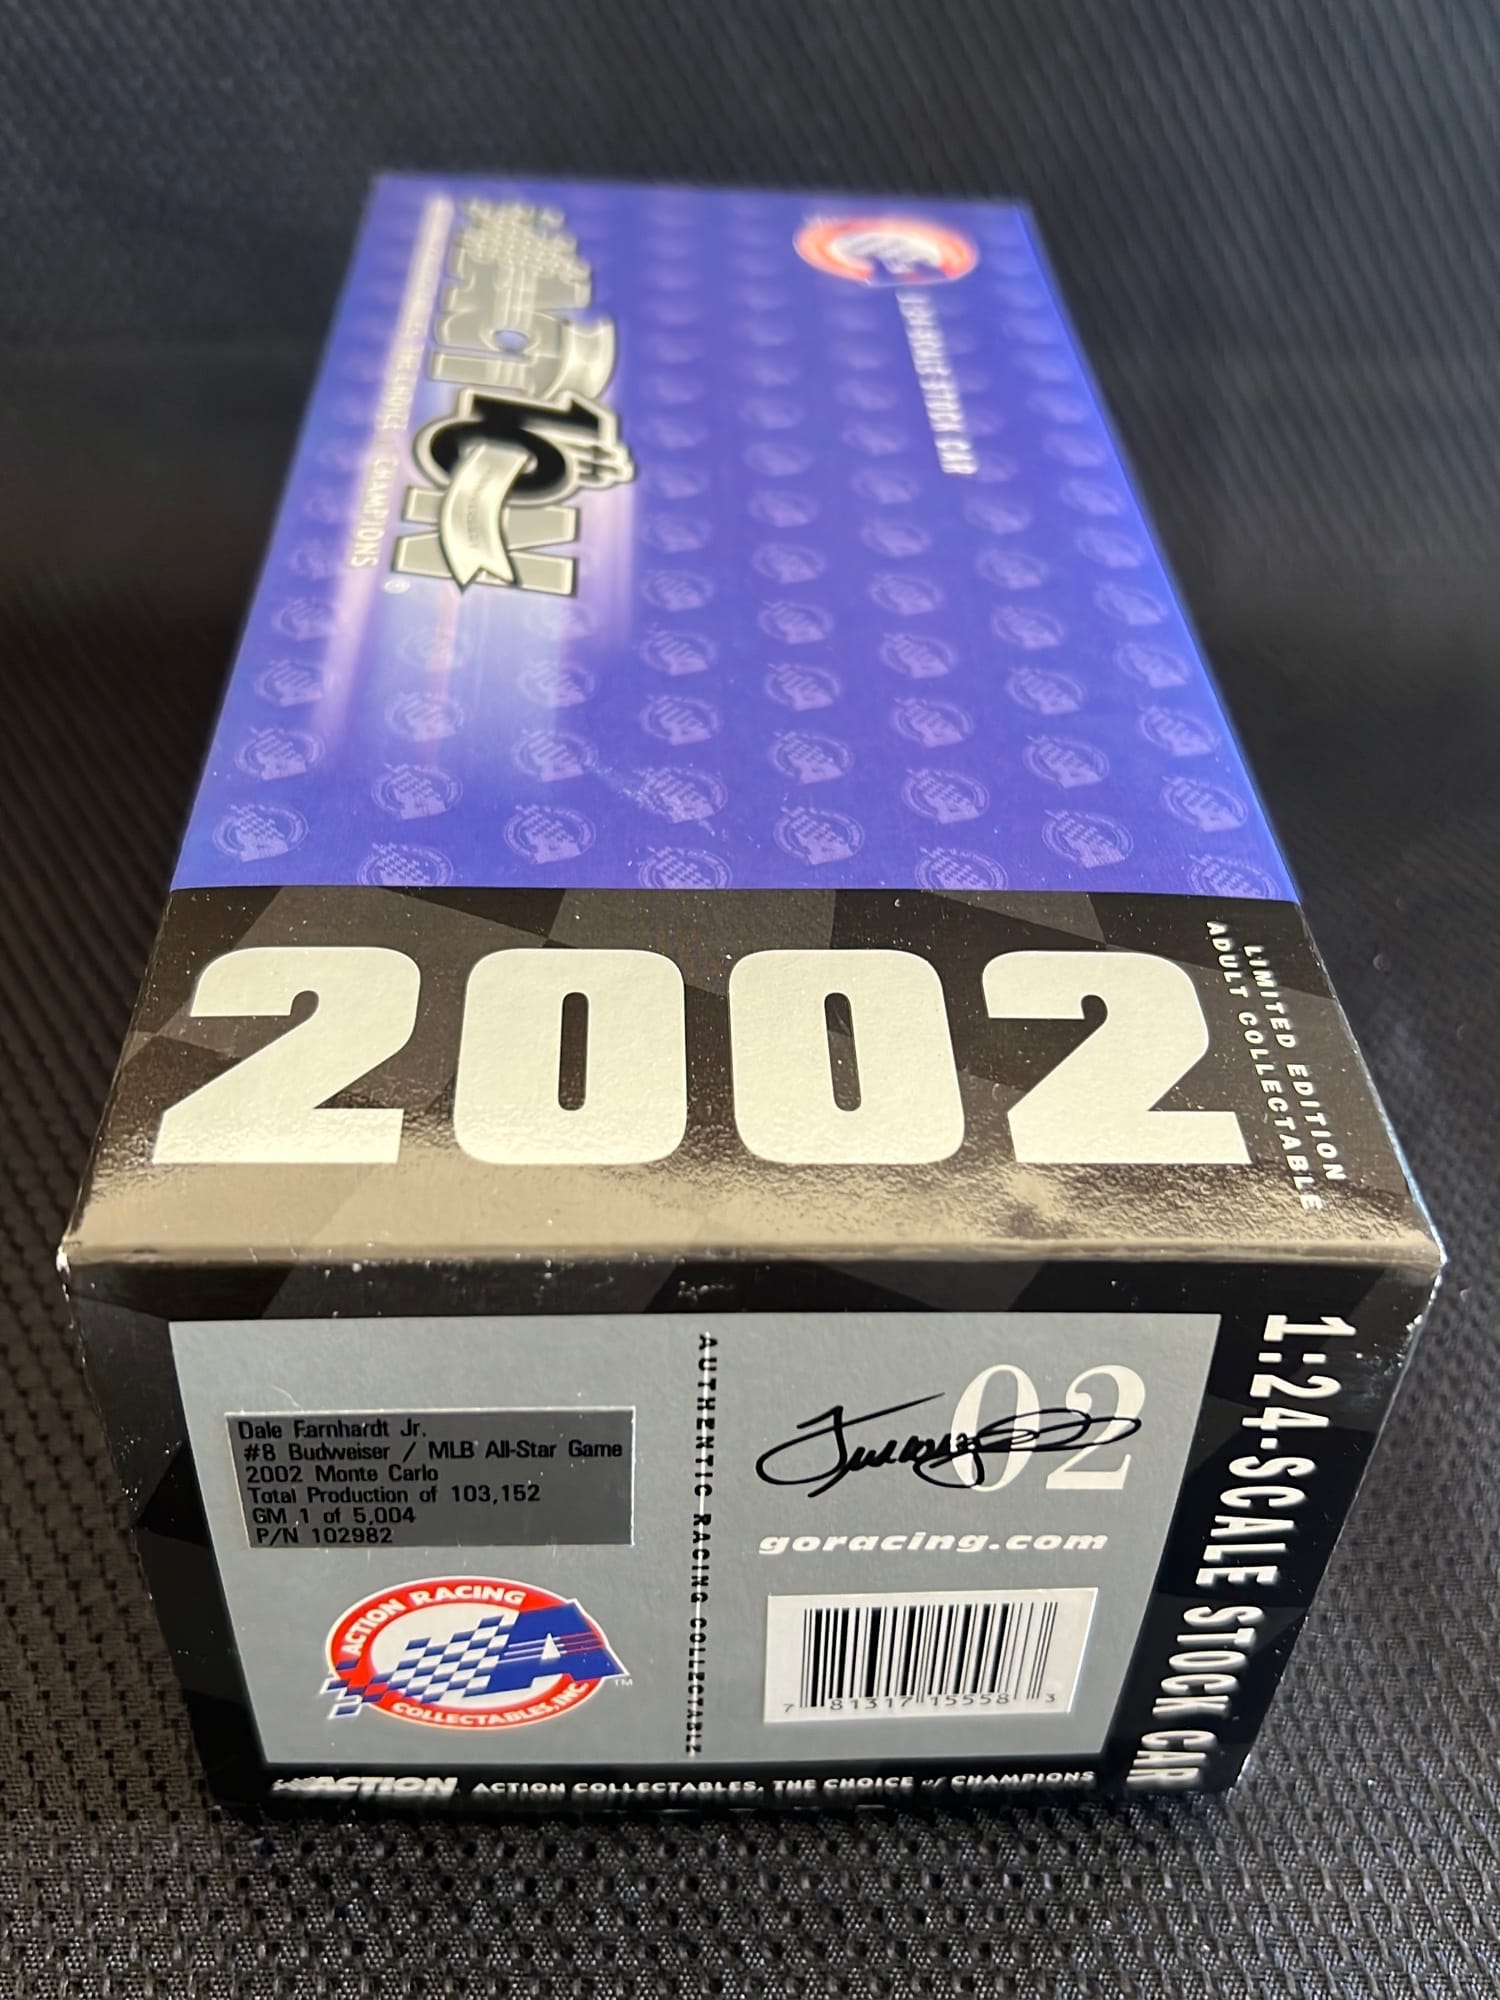 1:24-SCALE STOCK CAR
ACTION
10th
THE CHOICE of CHAMPIONS
®
2002
LIMITED EDITION
ADULT COLLECTABLE
Dale Earnhardt Jr.
#8 Budweiser / MLB All-Star Game
2002 Monte Carlo
Total Production of 103,152
GM 1 of 5,004
P/N 102982
ACTION RACING
COLLECTABLES, INC.
A
TM
AUTHENTIC RACING COLLECTABLE
02
goracing.com
7 81317 15558 3
1:24-SCALE STOCK CAR
ACTION ACTION COLLECTABLES, THE CHOICE of CHAMPIONS